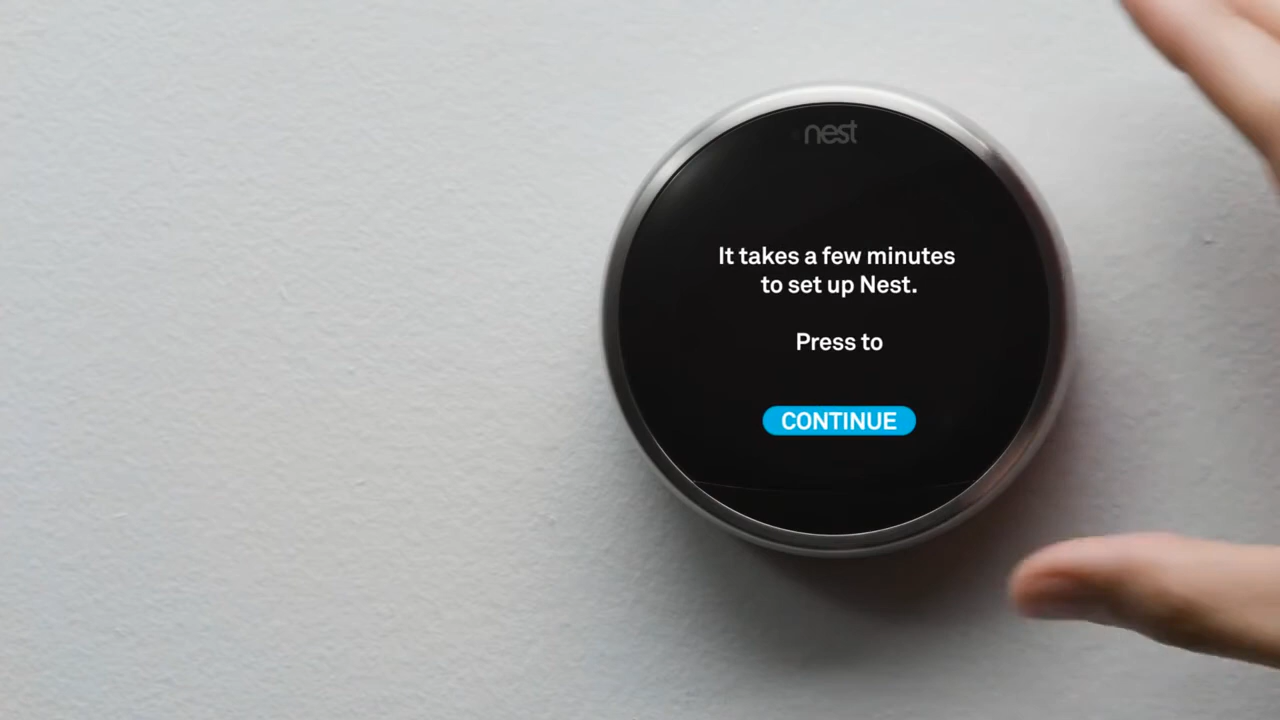 nest
It takes a few minutes
to set up Nest.
Press to
CONTINUE